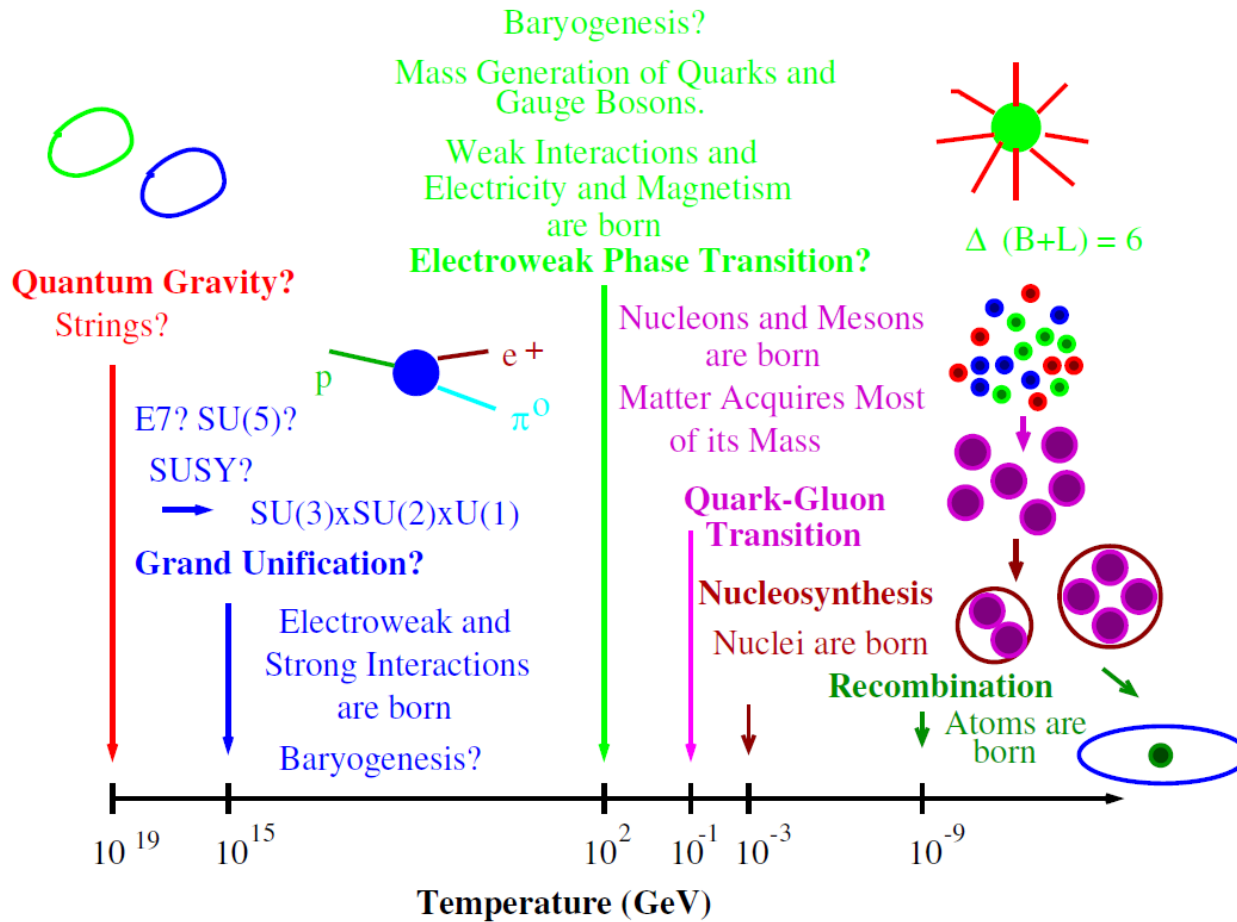 Baryogenesis?
Mass Generation of Quarks and
Gauge Bosons.
Weak Interactions and
Electricity and Magnetism
are born
Electroweak Phase Transition?
Δ (B+L) = 6
Quantum Gravity?
Strings?
p
e +
π o
Nucleons and Mesons
are born
Matter Acquires Most
of its Mass
E7? SU(5)?
SUSY?
SU(3)xSU(2)xU(1)
Grand Unification?
Quark-Gluon
Transition
Electroweak and
Strong Interactions
are born
Baryogenesis?
Nucleosynthesis
Nuclei are born
Recombination
Atoms are
born
10 19
10 15
10 2
10 -1
10 -3
10 -9
Temperature (GeV)